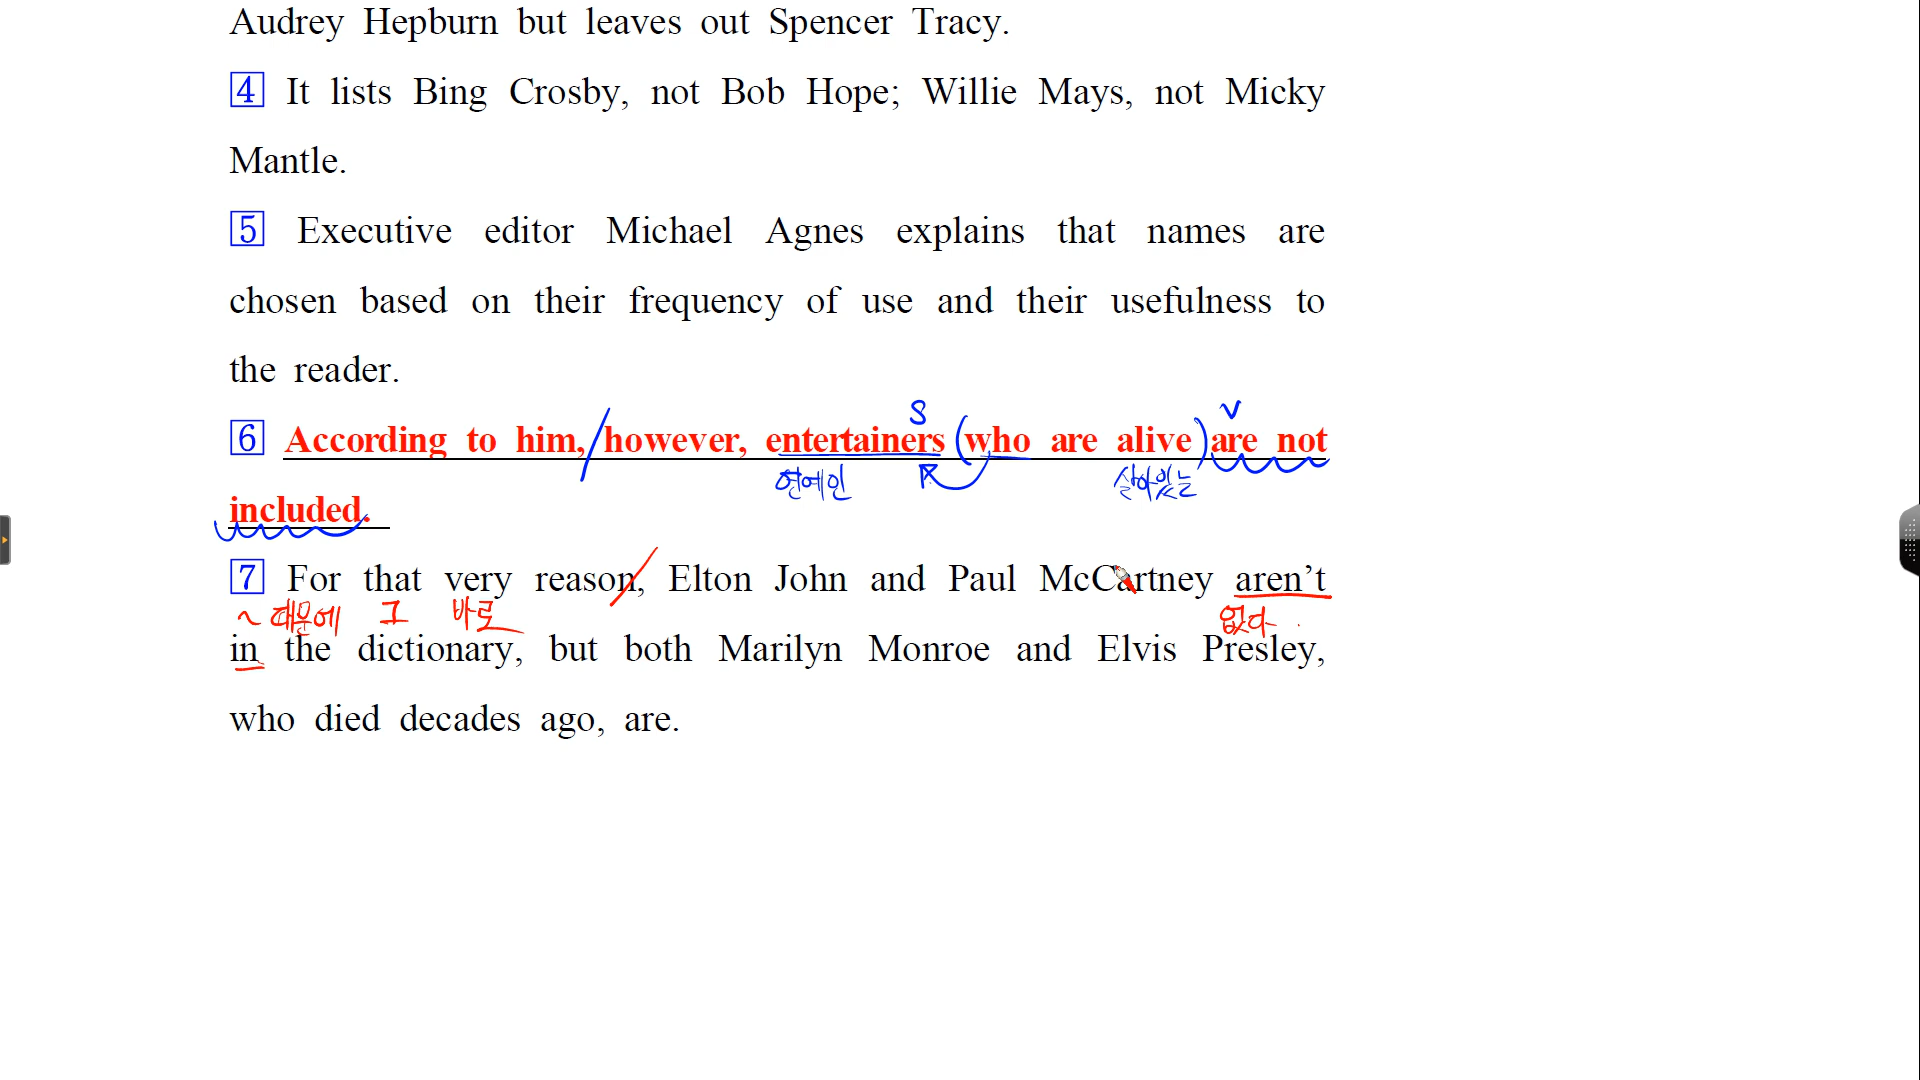 Audrey Hepburn but leaves out Spencer Tracy.
4 It lists Bing Crosby, not Bob Hope; Willie Mays, not Micky
Mantle.
5 Executive editor Michael Agnes explains that names are
chosen based on their frequency of use and their usefulness to
the reader.
S V
6 According to him, however, entertainers (who are alive) are not
연예인 살아있는
included.
7 For that very reason, Elton John and Paul McCartney aren't
~때문에 그 바로 없다
in the dictionary, but both Marilyn Monroe and Elvis Presley,
who died decades ago, are.